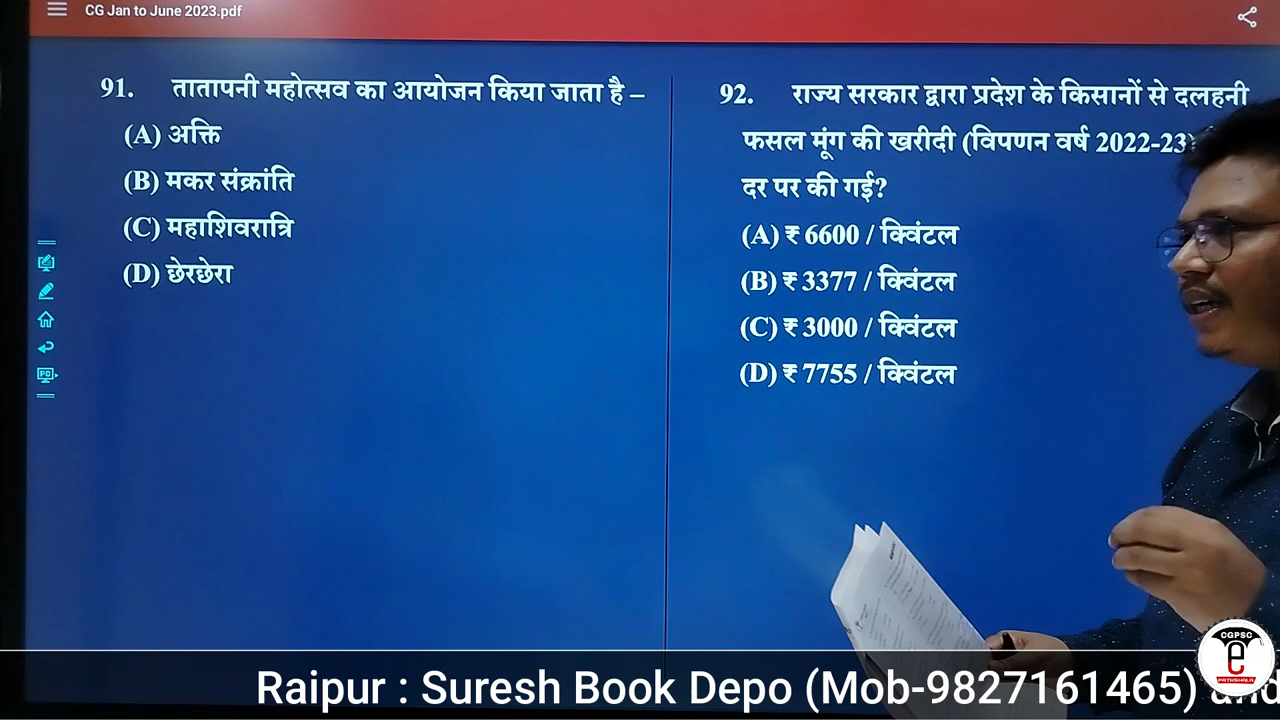 CG Jan to June 2023.pdf
91. तातापनी महोत्सव का आयोजन किया जाता है –
(A) अक्ति
(B) मकर संक्रांति
(C) महाशिवरात्रि
(D) छेरछेरा
92. राज्य सरकार द्वारा प्रदेश के किसानों से दलहनी
फसल मूंग की खरीदी (विपणन वर्ष 2022-23)
दर पर की गई?
(A) ₹ 6600 / क्विंटल
(B) ₹ 3377 / क्विंटल
(C) ₹ 3000 / क्विंटल
(D) ₹ 7755 / क्विंटल
Raipur : Suresh Book Depo (Mob-9827161465) and
CGPSC
e
PATHSHALA